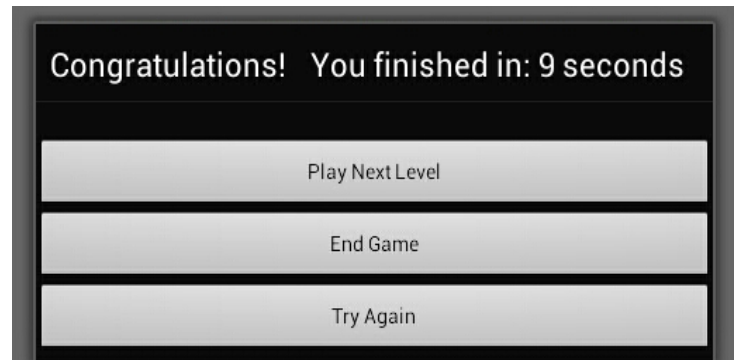 Congratulations!   You finished in: 9 seconds
Play Next Level
End Game
Try Again